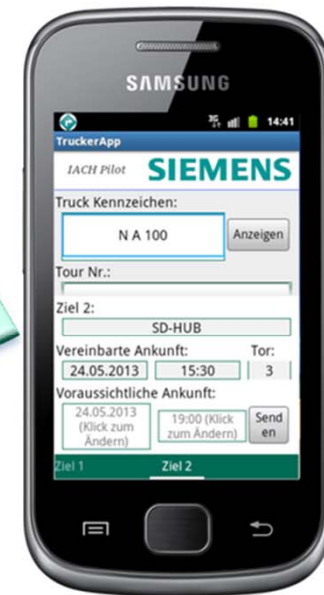 SAMSUNG
3G 14:41
TruckerApp
IACH Pilot SIEMENS
Truck Kennzeichen:
N A 100 Anzeigen
Tour Nr.:
Ziel 2:
SD-HUB
Vereinbarte Ankunft: Tor:
24.05.2013 15:30 3
Voraussichtliche Ankunft:
24.05.2013
(Klick zum
Ändern)
19:00 (Klick
zum Ändern)
Send
en
Ziel 1 Ziel 2